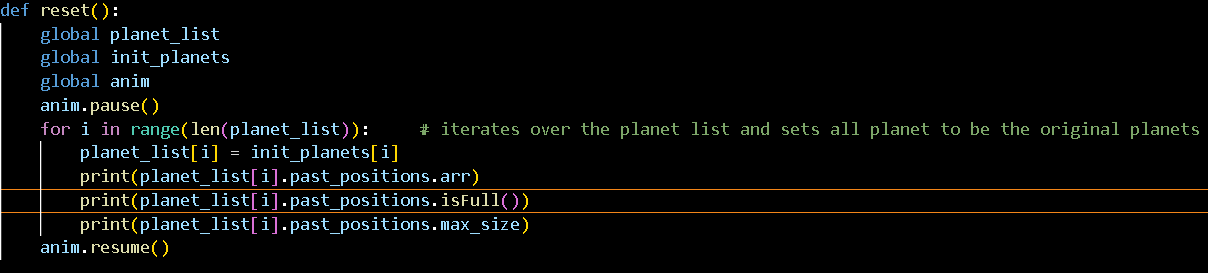 def reset():
    global planet_list
    global init_planets
    global anim
    anim.pause()
    for i in range(len(planet_list)):     # iterates over the planet list and sets all planet to be the original planets
        planet_list[i] = init_planets[i]
        print(planet_list[i].past_positions.arr)
        print(planet_list[i].past_positions.isFull())
        print(planet_list[i].past_positions.max_size)
    anim.resume()